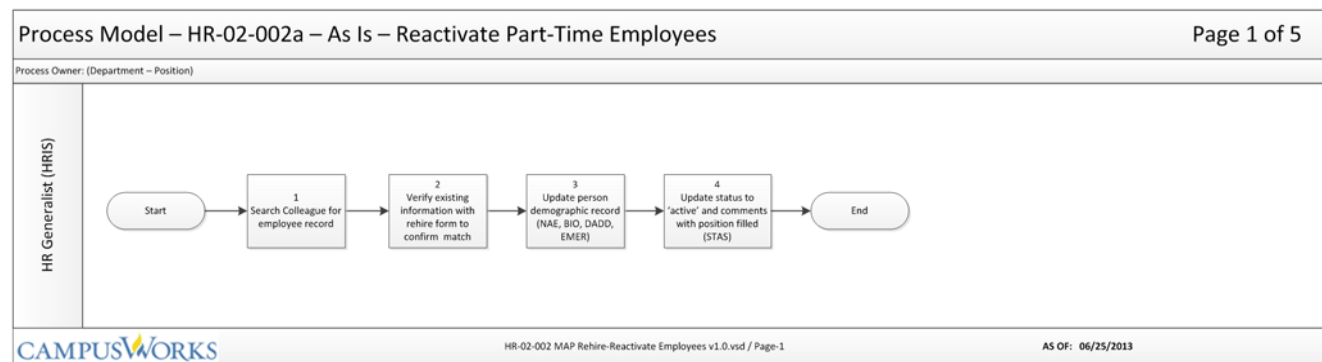 Process Model – HR-02-002a – As Is – Reactivate Part-Time Employees
Page 1 of 5
Process Owner: (Department – Position)
HR Generalist (HRIS)
Start
1
Search Colleague for
employee record
2
Verify existing
information with
rehire form to
confirm match
3
Update person
demographic record
(NAE, BIO, DADD,
EMER)
4
Update status to
'active' and comments
with position filled
(STAS)
End
CAMPUSWORKS
HR-02-002 MAP Rehire-Reactivate Employees v1.0.vsd / Page-1
AS OF: 06/25/2013